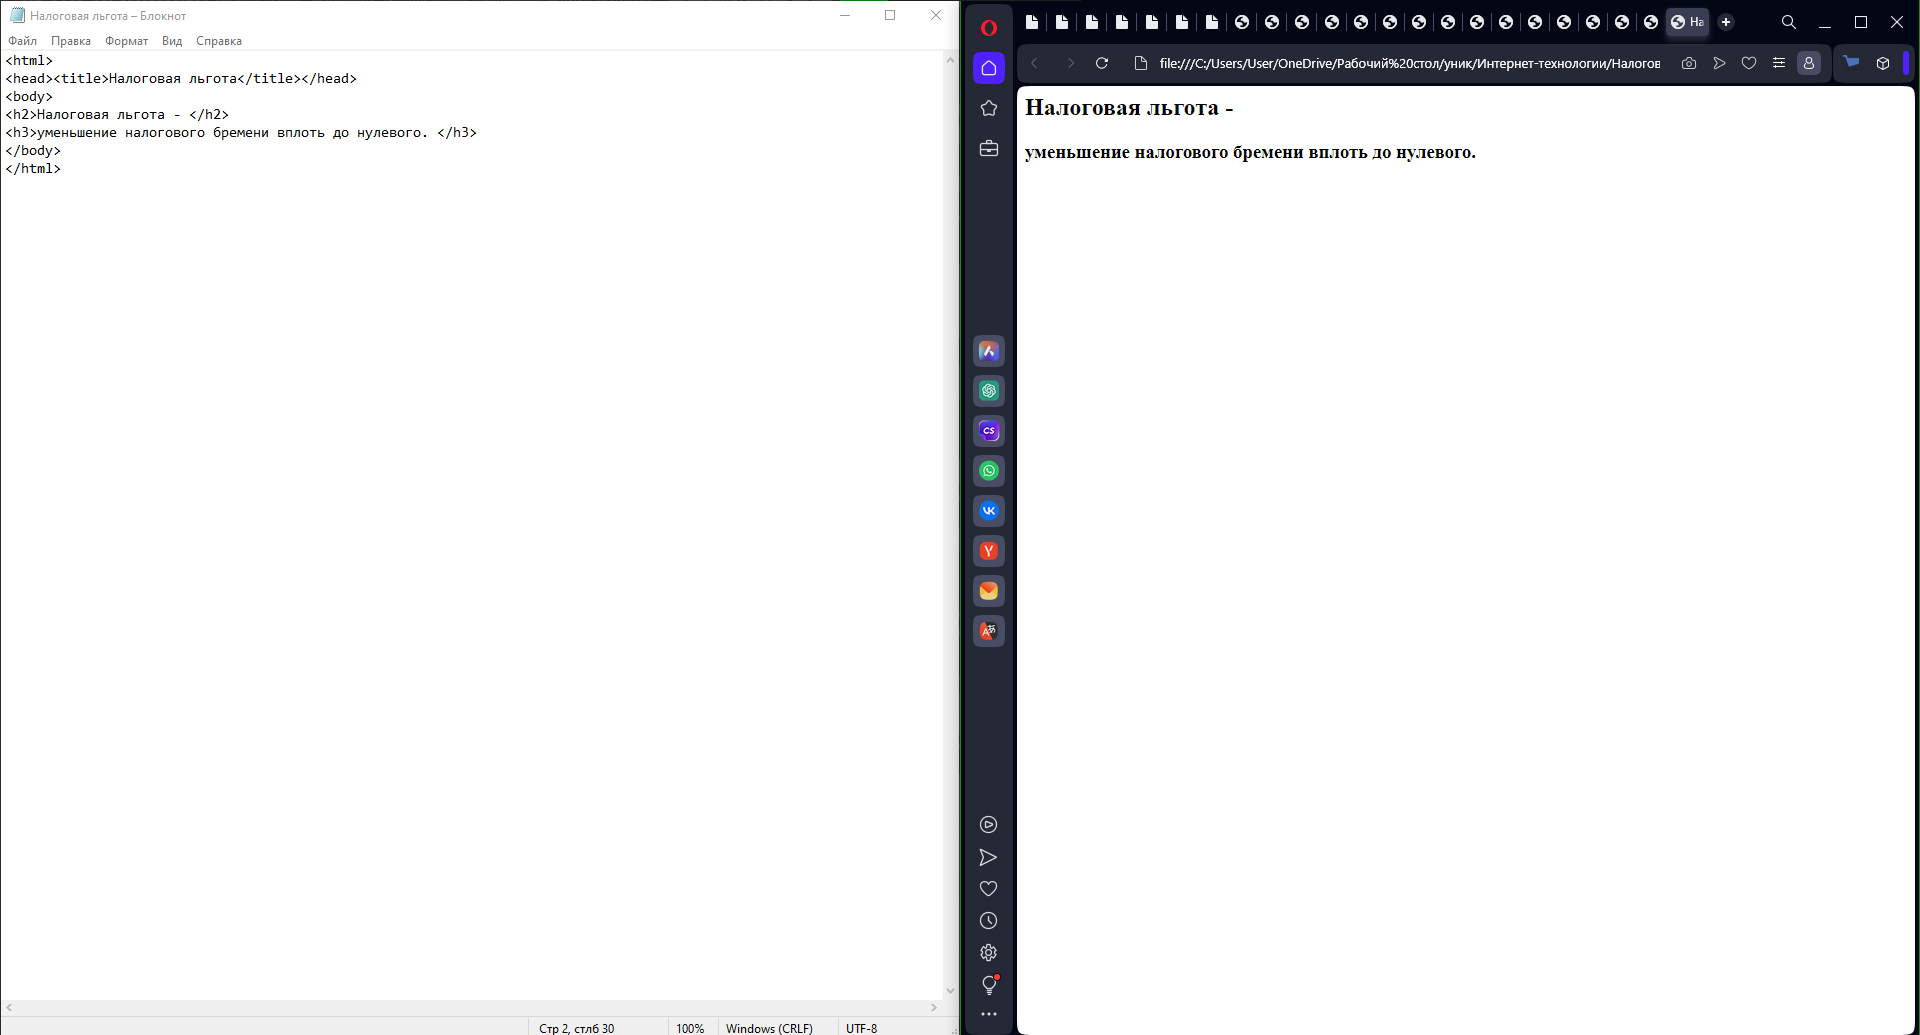 Налоговая льгота – Блокнот
Файл Правка Формат Вид Справка
<html>
<head><title>Налоговая льгота</title></head>
<body>
<h2>Налоговая льгота - </h2>
<h3>уменьшение налогового бремени вплоть до нулевого. </h3>
</body>
</html>
Стр 2, стлб 30 100% Windows (CRLF) UTF-8
На
file:///C:/Users/User/OneDrive/Рабочий%20стол/уник/Интернет-технологии/Налогов
Налоговая льгота -
уменьшение налогового бремени вплоть до нулевого.
CS